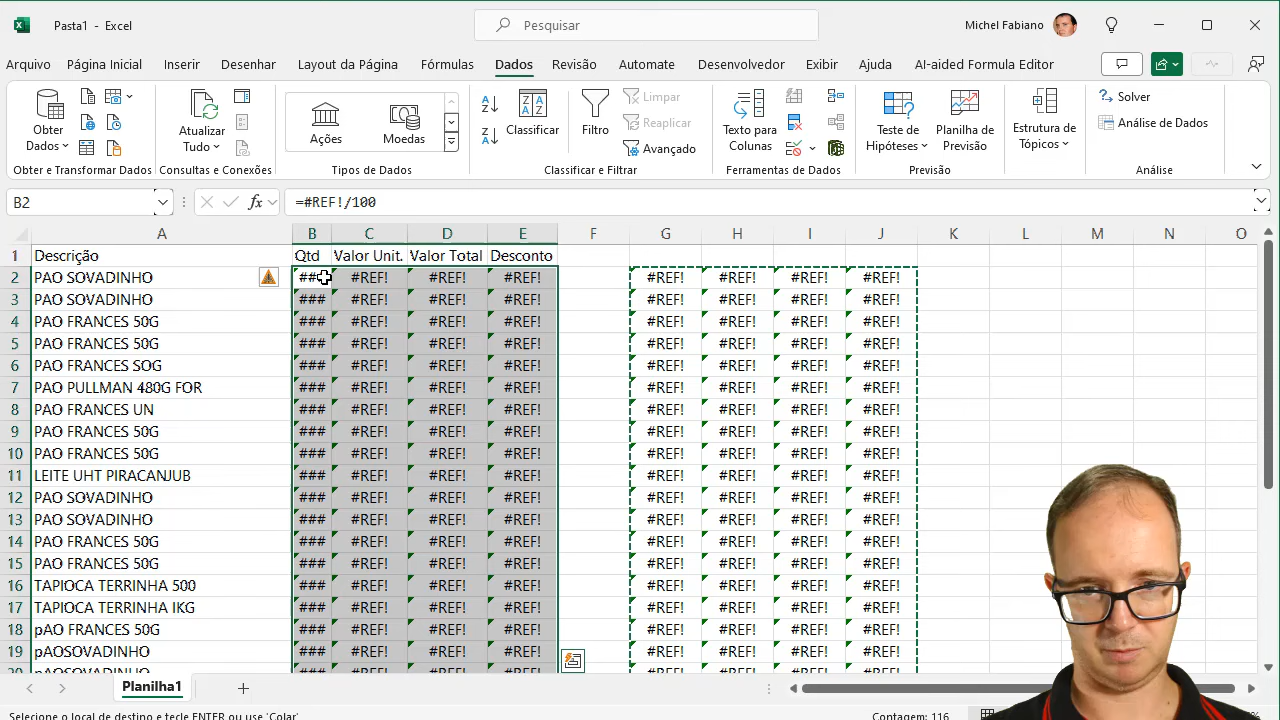 Pasta1 - Excel
Pesquisar
Michel Fabiano
Arquivo Página Inicial Inserir Desenhar Layout da Página Fórmulas Dados Revisão Automate Desenvolvedor Exibir Ajuda AI-aided Formula Editor
Obter Dados
Atualizar Tudo
Ações
Moedas
Classificar
Filtro
Limpar
Reaplicar
Avançado
Texto para Colunas
Teste de Hipóteses
Planilha de Previsão
Estrutura de Tópicos
Solver
Análise de Dados
Obter e Transformar Dados Consultas e Conexões Tipos de Dados Classificar e Filtrar Ferramentas de Dados Previsão Análise
B2 fx =#REF!/100
A B C D E F G H I J K L M N O
1 Descrição Qtd Valor Unit. Valor Total Desconto
2 PAO SOVADINHO ### #REF! #REF! #REF! #REF! #REF! #REF! #REF!
3 PAO SOVADINHO ### #REF! #REF! #REF! #REF! #REF! #REF! #REF!
4 PAO FRANCES 50G ### #REF! #REF! #REF! #REF! #REF! #REF! #REF!
5 PAO FRANCES 50G ### #REF! #REF! #REF! #REF! #REF! #REF! #REF!
6 PAO FRANCES SOG ### #REF! #REF! #REF! #REF! #REF! #REF! #REF!
7 PAO PULLMAN 480G FOR ### #REF! #REF! #REF! #REF! #REF! #REF! #REF!
8 PAO FRANCES UN ### #REF! #REF! #REF! #REF! #REF! #REF! #REF!
9 PAO FRANCES 50G ### #REF! #REF! #REF! #REF! #REF! #REF! #REF!
10 PAO FRANCES 50G ### #REF! #REF! #REF! #REF! #REF! #REF! #REF!
11 LEITE UHT PIRACANJUB ### #REF! #REF! #REF! #REF! #REF! #REF! #REF!
12 PAO SOVADINHO ### #REF! #REF! #REF! #REF! #REF! #REF! #REF!
13 PAO SOVADINHO ### #REF! #REF! #REF! #REF! #REF! #REF! #REF!
14 PAO FRANCES 50G ### #REF! #REF! #REF! #REF! #REF! #REF! #REF!
15 PAO FRANCES 50G ### #REF! #REF! #REF! #REF! #REF! #REF! #REF!
16 TAPIOCA TERRINHA 500 ### #REF! #REF! #REF! #REF! #REF! #REF! #REF!
17 TAPIOCA TERRINHA IKG ### #REF! #REF! #REF! #REF! #REF! #REF! #REF!
18 pAO FRANCES 50G ### #REF! #REF! #REF! #REF! #REF! #REF! #REF!
19 pAOSOVADINHO ### #REF! #REF! #REF! #REF! #REF! #REF! #REF!
Planilha1
Selecione o local de destino e tecle ENTER ou use 'Colar' Contagem: 116